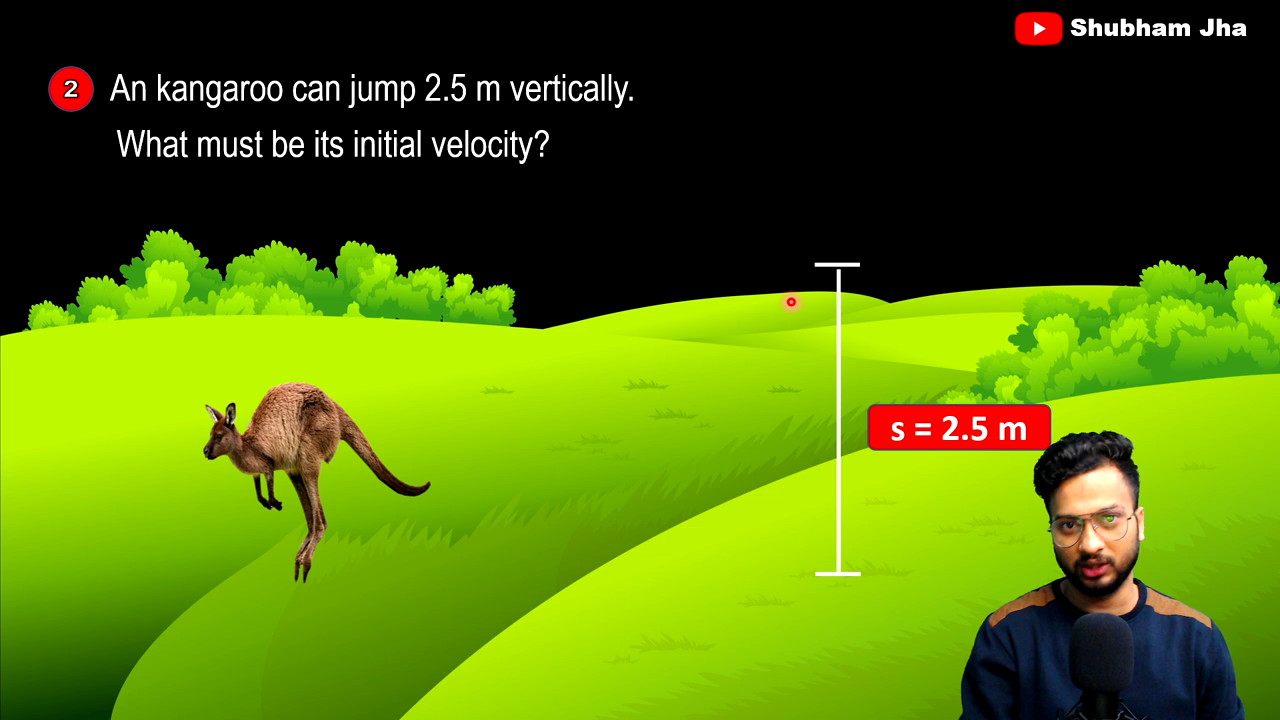 Shubham Jha
2 An kangaroo can jump 2.5 m vertically.
What must be its initial velocity?
s = 2.5 m